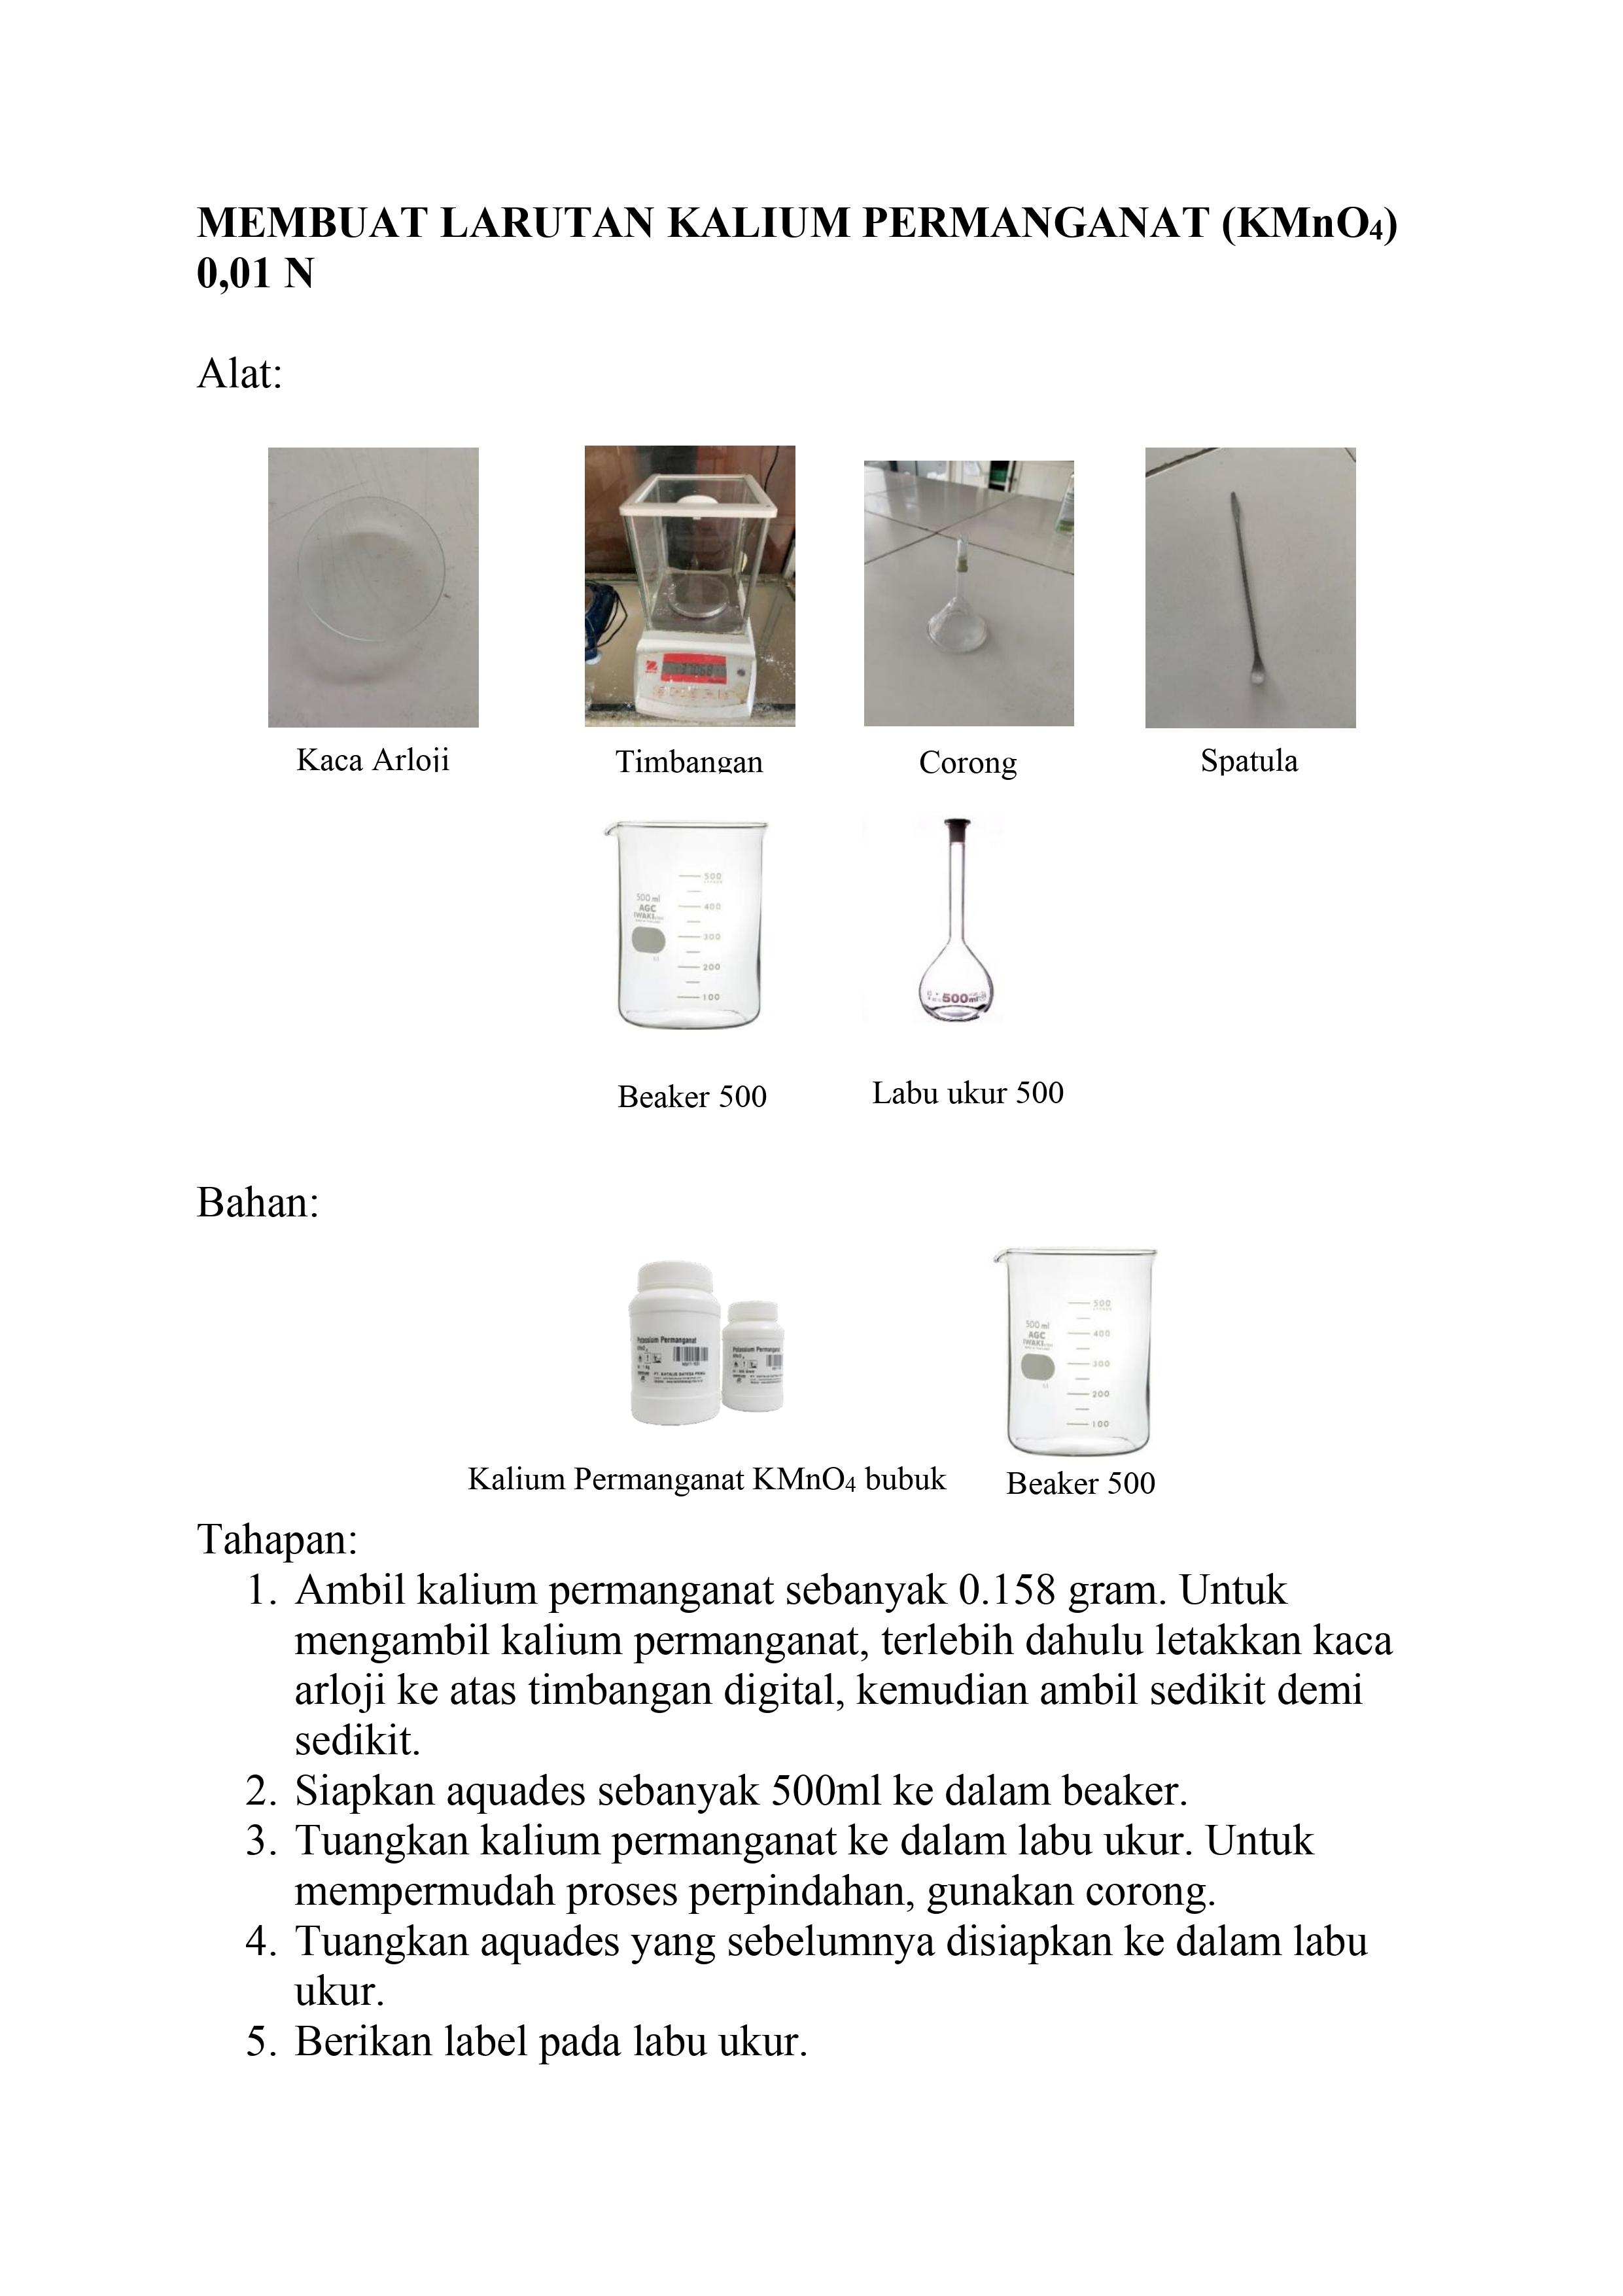 MEMBUAT LARUTAN KALIUM PERMANGANAT (KMnO4)
0,01 N
Alat:
Kaca Arloji
Timbangan
Corong
Spatula
500
400
300
200
100
500 ml
AGC
IWAKI
500ml
Beaker 500
Labu ukur 500
Bahan:
Potassium Permanganat
Potassium Permanganat
500
400
300
200
100
500 ml
AGC
IWAKI
Kalium Permanganat KMnO4 bubuk
Beaker 500
Tahapan:
1. Ambil kalium permanganat sebanyak 0.158 gram. Untuk
mengambil kalium permanganat, terlebih dahulu letakkan kaca
arloji ke atas timbangan digital, kemudian ambil sedikit demi
sedikit.
2. Siapkan aquades sebanyak 500ml ke dalam beaker.
3. Tuangkan kalium permanganat ke dalam labu ukur. Untuk
mempermudah proses perpindahan, gunakan corong.
4. Tuangkan aquades yang sebelumnya disiapkan ke dalam labu
ukur.
5. Berikan label pada labu ukur.